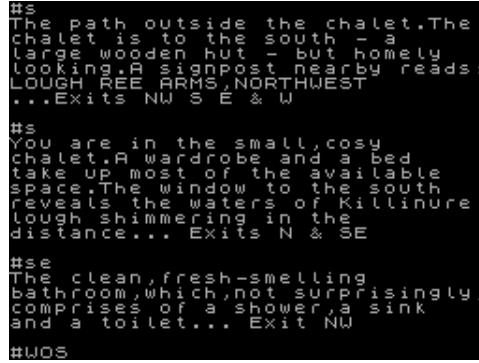 #s
The path outside the chalet.The
chalet is to the south - a
large wooden hut - but homely
looking.A signpost nearby reads:
LOUGH REE ARMS,NORTHWEST
...Exits NW S E & W
#s
You are in the small,cosy
chalet.A wardrobe and a bed
take up most of the available
space.The window to the south
reveals the waters of Killinure
lough shimmering in the
distance... Exits N & SE
#se
The clean,fresh-smelling
bathroom,which,not surprisingly,
comprises of a shower,a sink
and a toilet... Exit NW
#WOS